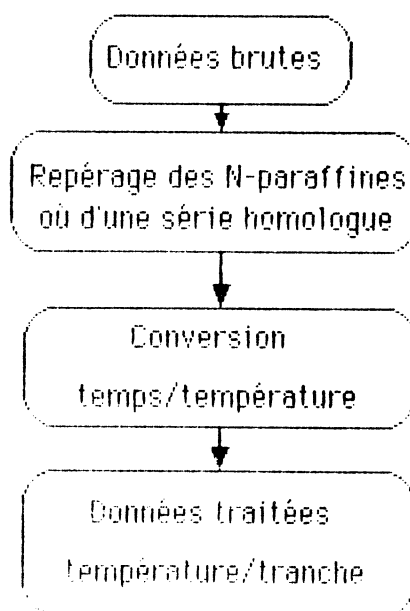 Données brutes
Repérage des N-paraffines
où d'une série homologue
Conversion
temps/température
Données traitées
température/tranche